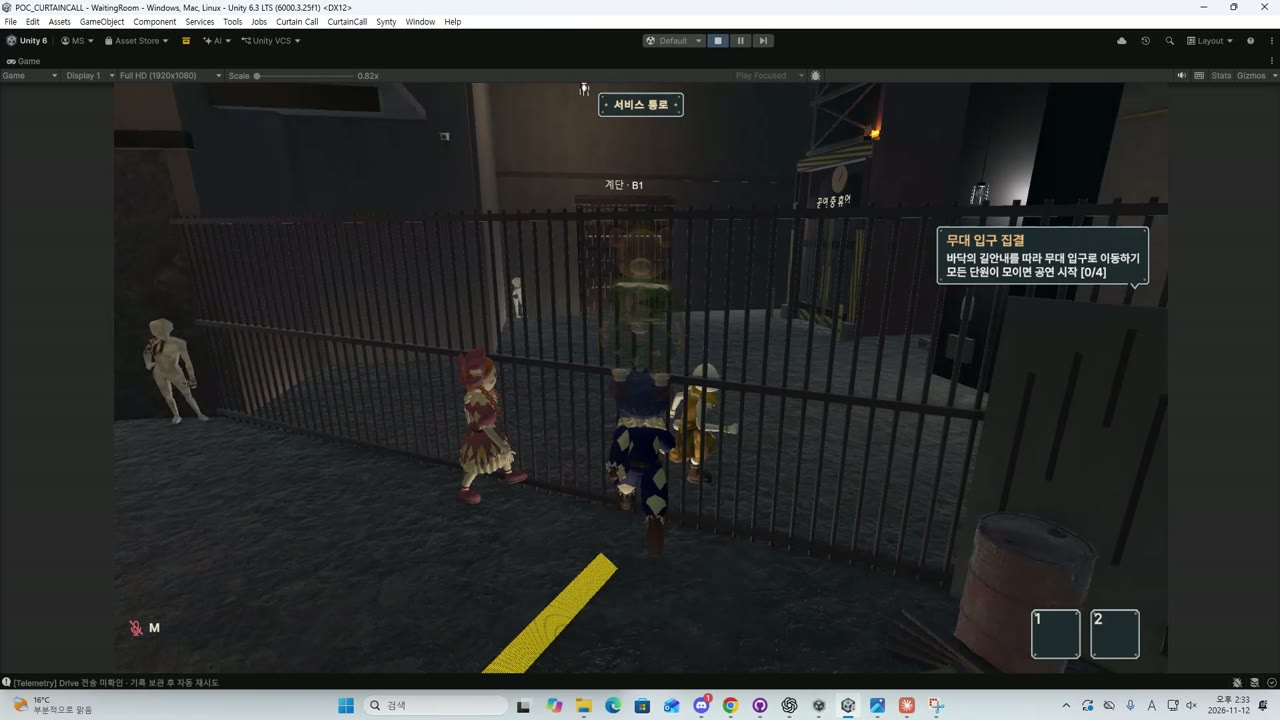 POC_CURTAINCALL - WaitingRoom - Windows, Mac, Linux - Unity 6.3 LTS (6000.3.25f1) <DX12>
File Edit Assets GameObject Component Services Tools Jobs Curtain Call CurtainCall Synty Window Help
Unity 6 MS Asset Store AI Unity VCS Default Layout
Game
Game Display 1 Full HD (1920x1080) Scale 0.82x Play Focused Stats Gizmos
서비스 통로
계단 · B1
무대 입구 집결
바닥의 길안내를 따라 무대 입구로 이동하기
모든 단원이 모이면 공연 시작 [0/4]
M
1 2
[Telemetry] Drive 전송 미확인 · 기록 보관 후 자동 재시도
16°C
부분적으로 맑음
검색
1
A
오후 2:33
2026-11-12